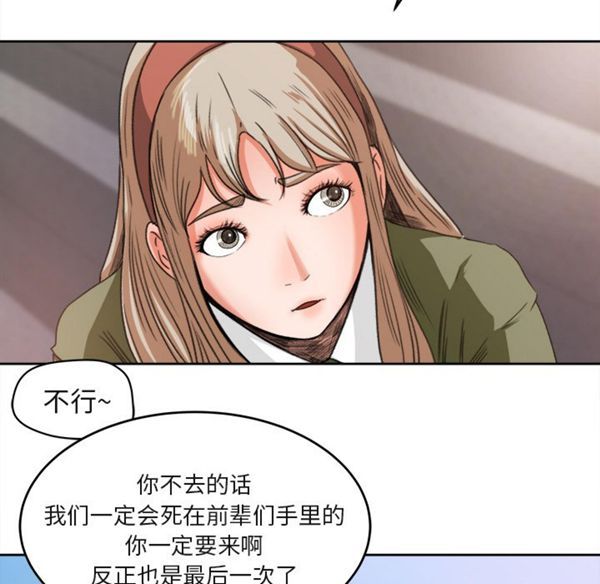 不行~
你不去的话
我们一定会死在前辈们手里的
你一定要来啊
反正也是最后一次了